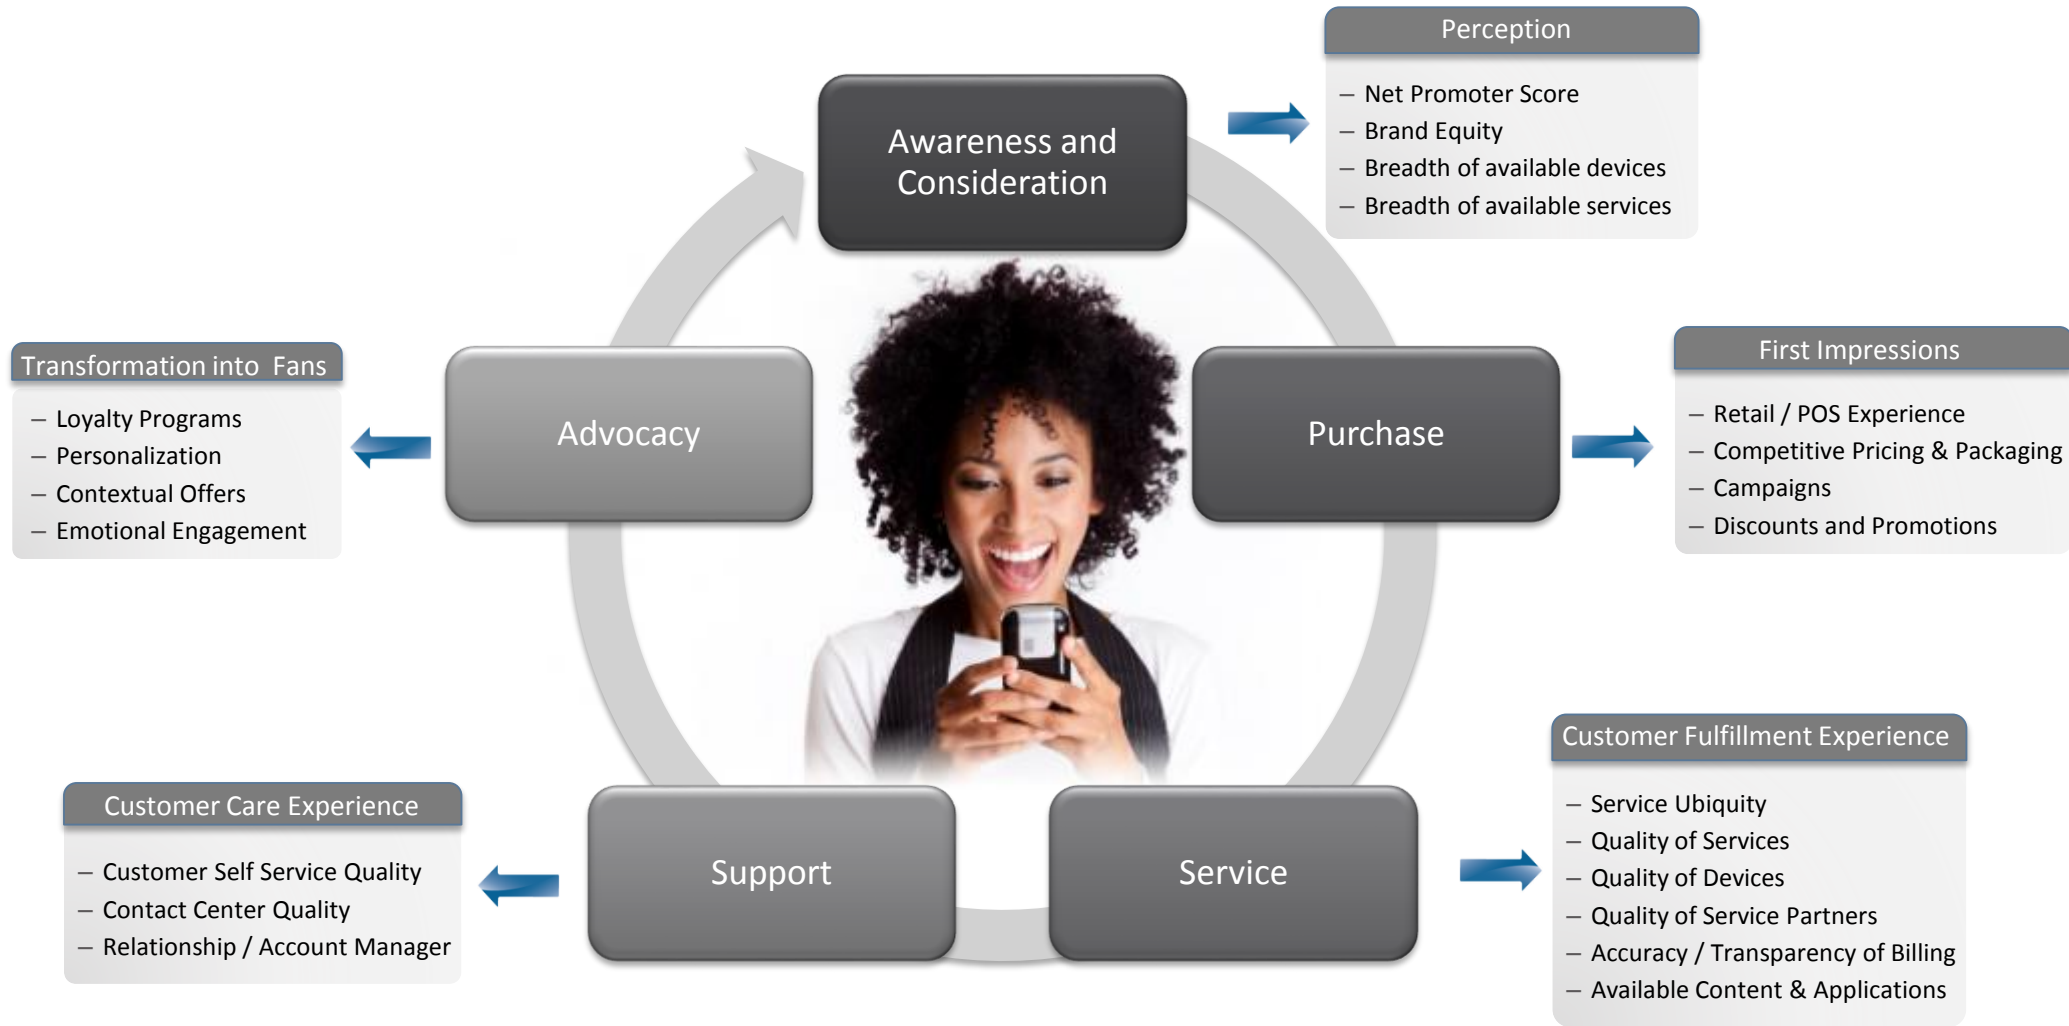 Perception
– Net Promoter Score
– Brand Equity
– Breadth of available devices
– Breadth of available services
Awareness and
Consideration
First Impressions
– Retail / POS Experience
– Competitive Pricing & Packaging
– Campaigns
– Discounts and Promotions
Purchase
Transformation into  Fans
– Loyalty Programs
– Personalization
– Contextual Offers
– Emotional Engagement
Advocacy
Customer Fulfillment Experience
– Service Ubiquity
– Quality of Services
– Quality of Devices
– Quality of Service Partners
– Accuracy / Transparency of Billing
– Available Content & Applications
Service
Customer Care Experience
– Customer Self Service Quality
– Contact Center Quality
– Relationship / Account Manager
Support